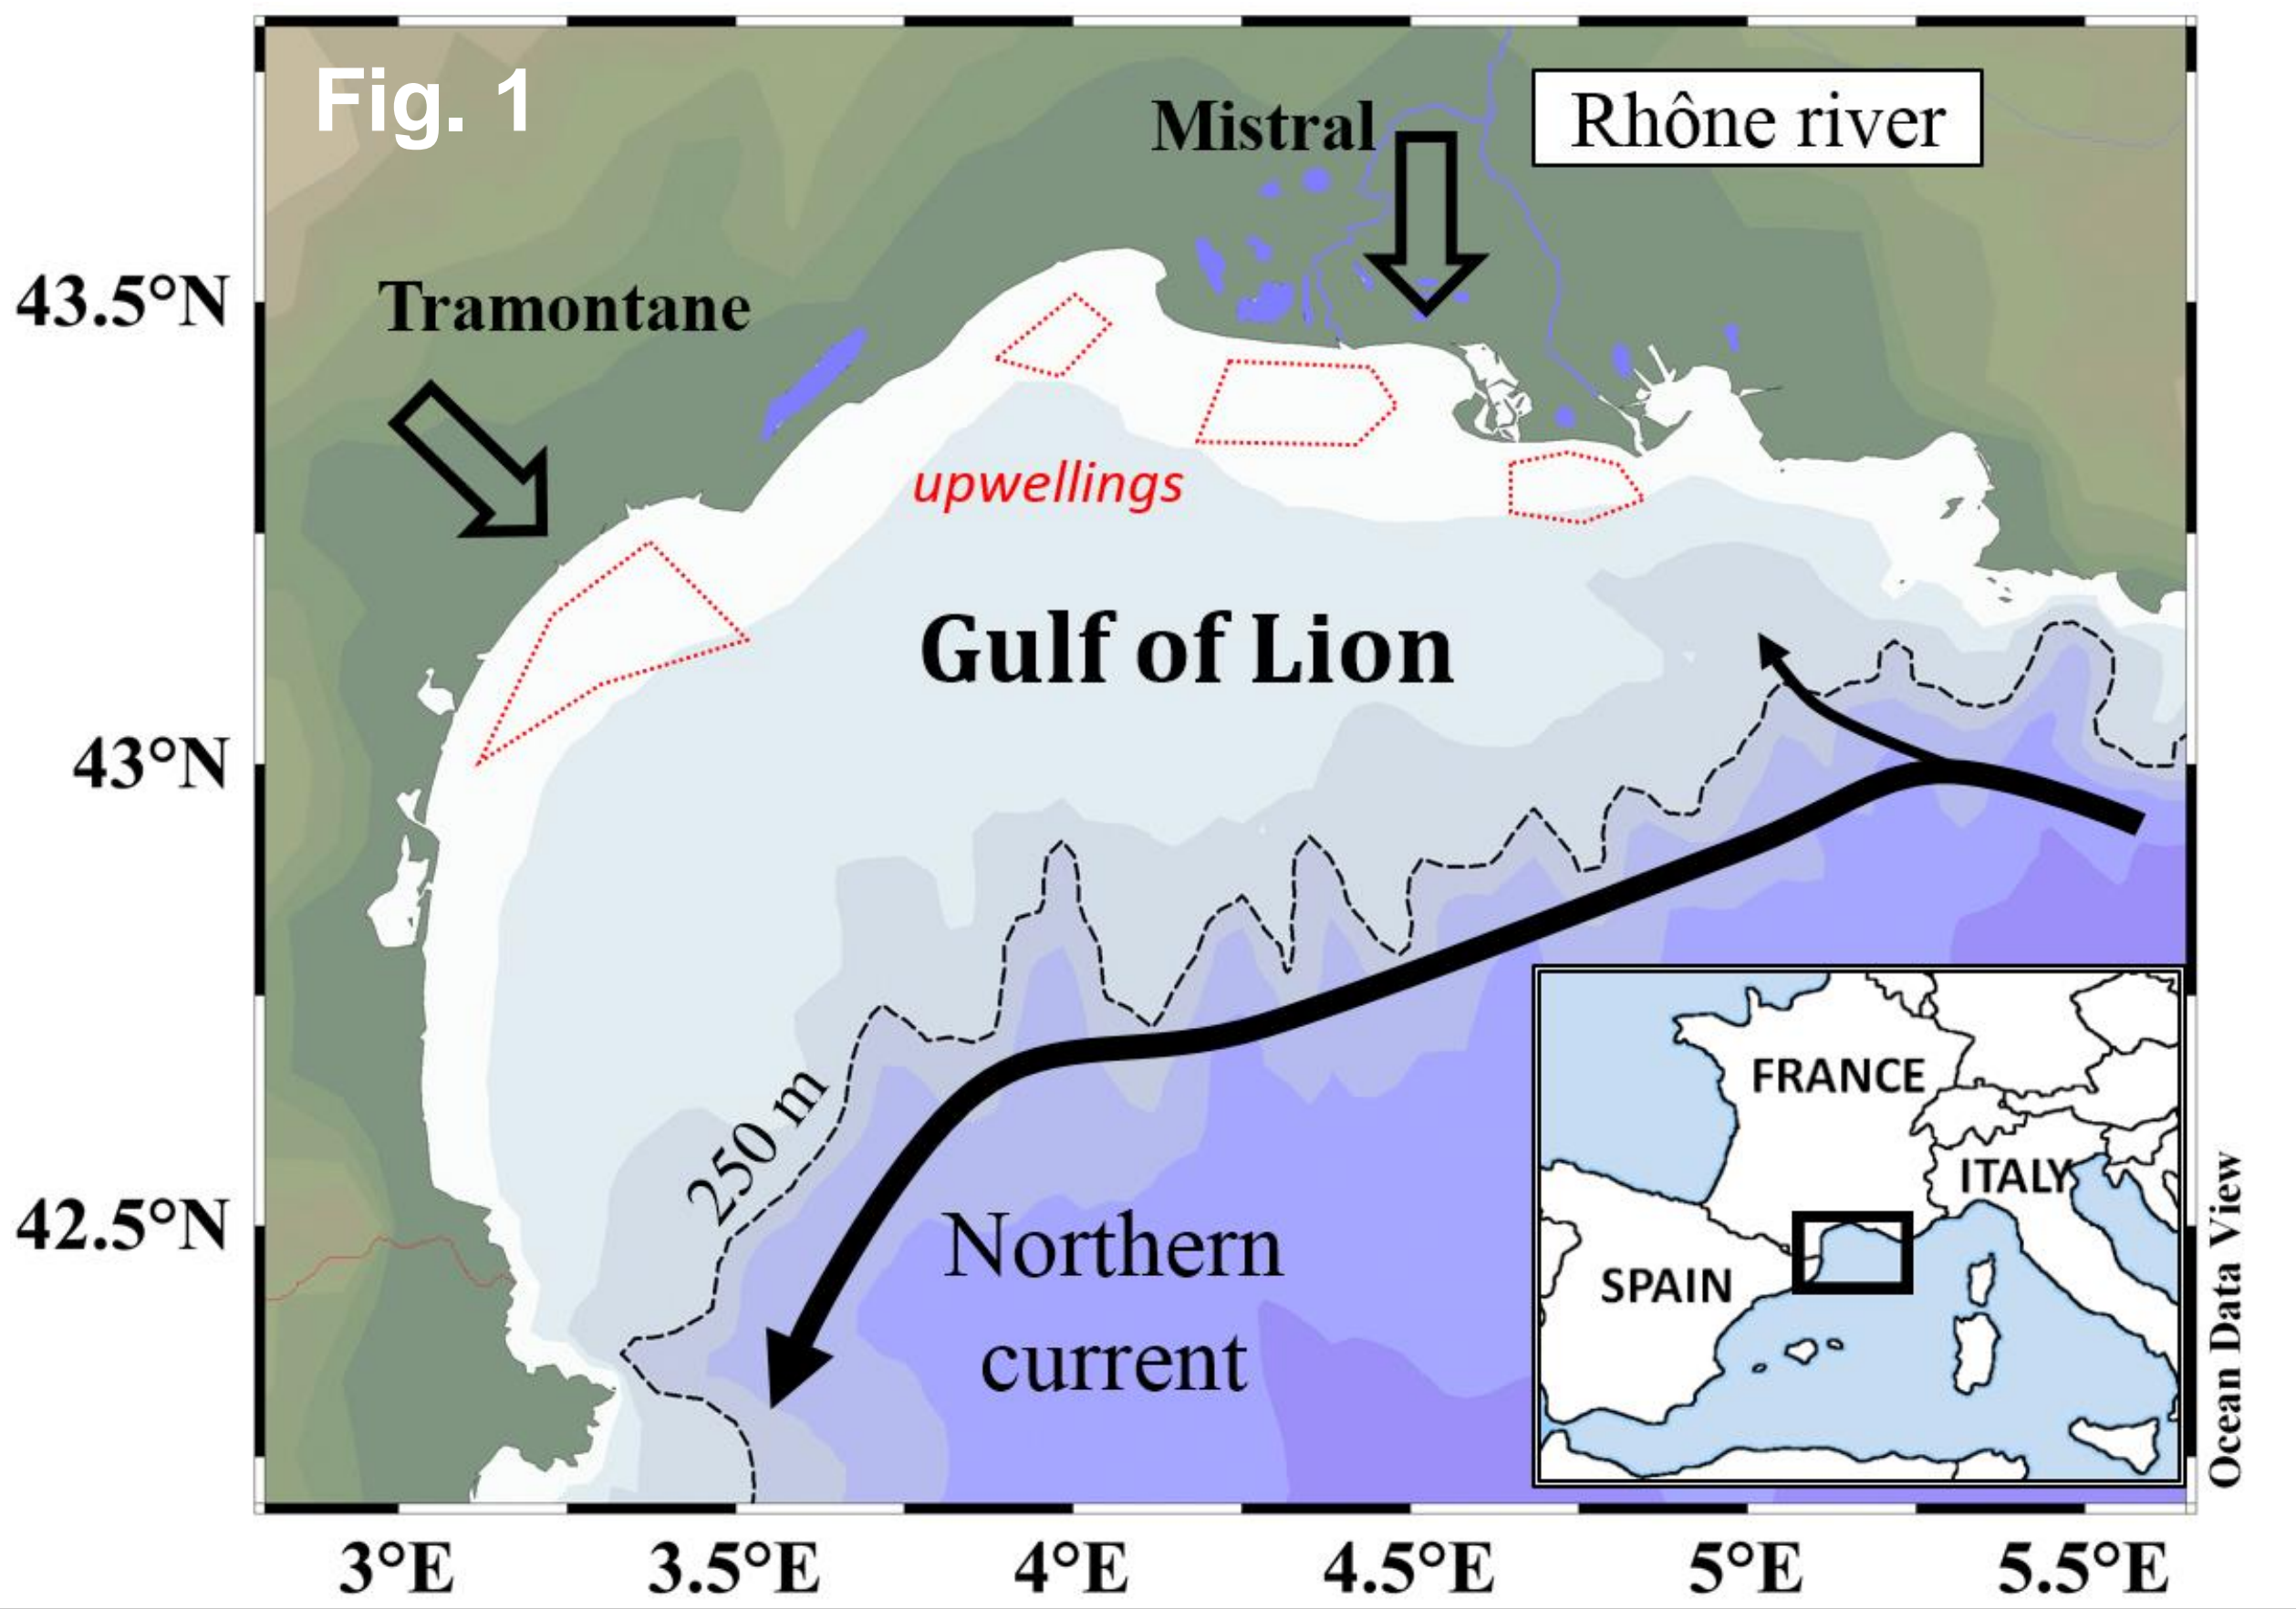 Fig. 1
Mistral
Rhône river
43.5°N
Tramontane
upwellings
Gulf of Lion
43°N
250 m
42.5°N
Northern
current
FRANCE
ITALY
SPAIN
Ocean Data View
3°E
3.5°E
4°E
4.5°E
5°E
5.5°E